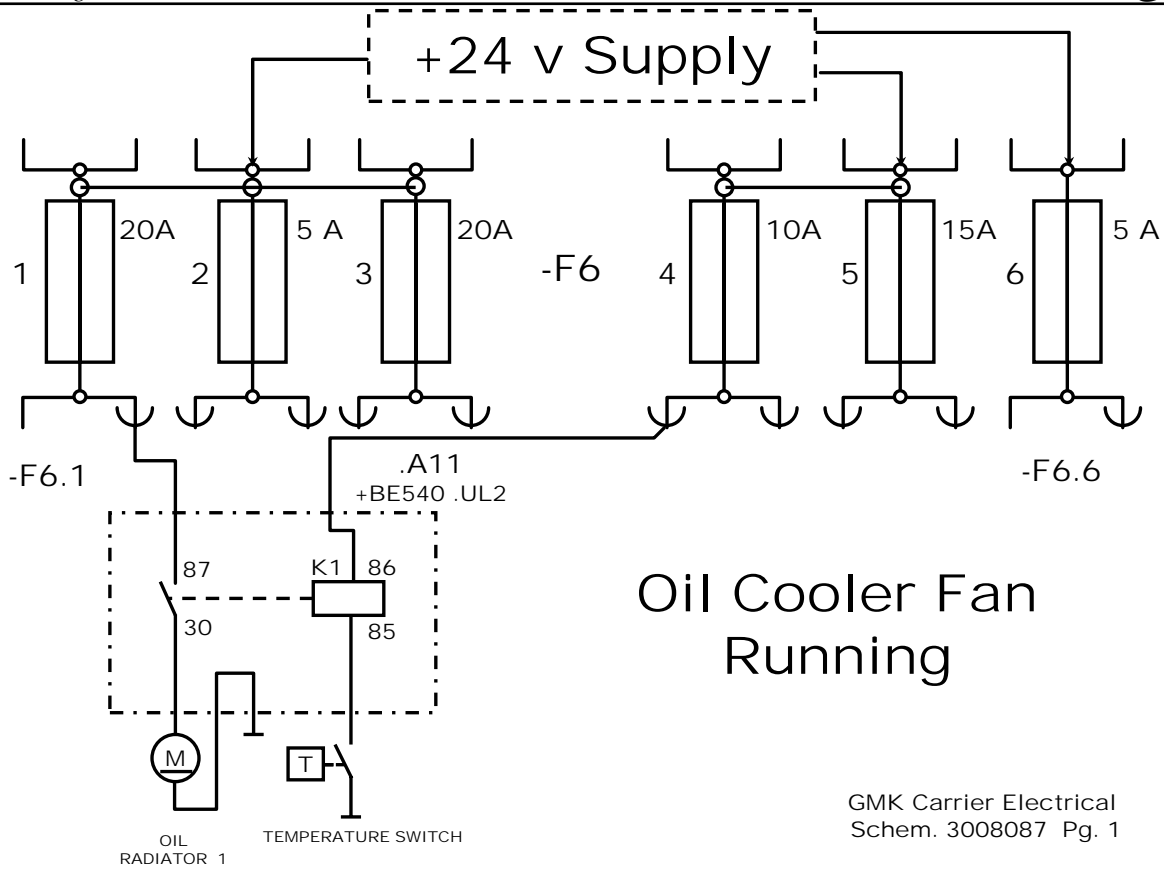 +24 v Supply
20A
5 A
20A
10A
15A
5 A
1
2
3
-F6
4
5
6
-F6.1
.A11
+BE540 .UL2
-F6.6
87
K1
86
30
85
Oil Cooler Fan
Running
M
T
OIL
RADIATOR 1
TEMPERATURE SWITCH
GMK Carrier Electrical
Schem. 3008087 Pg. 1